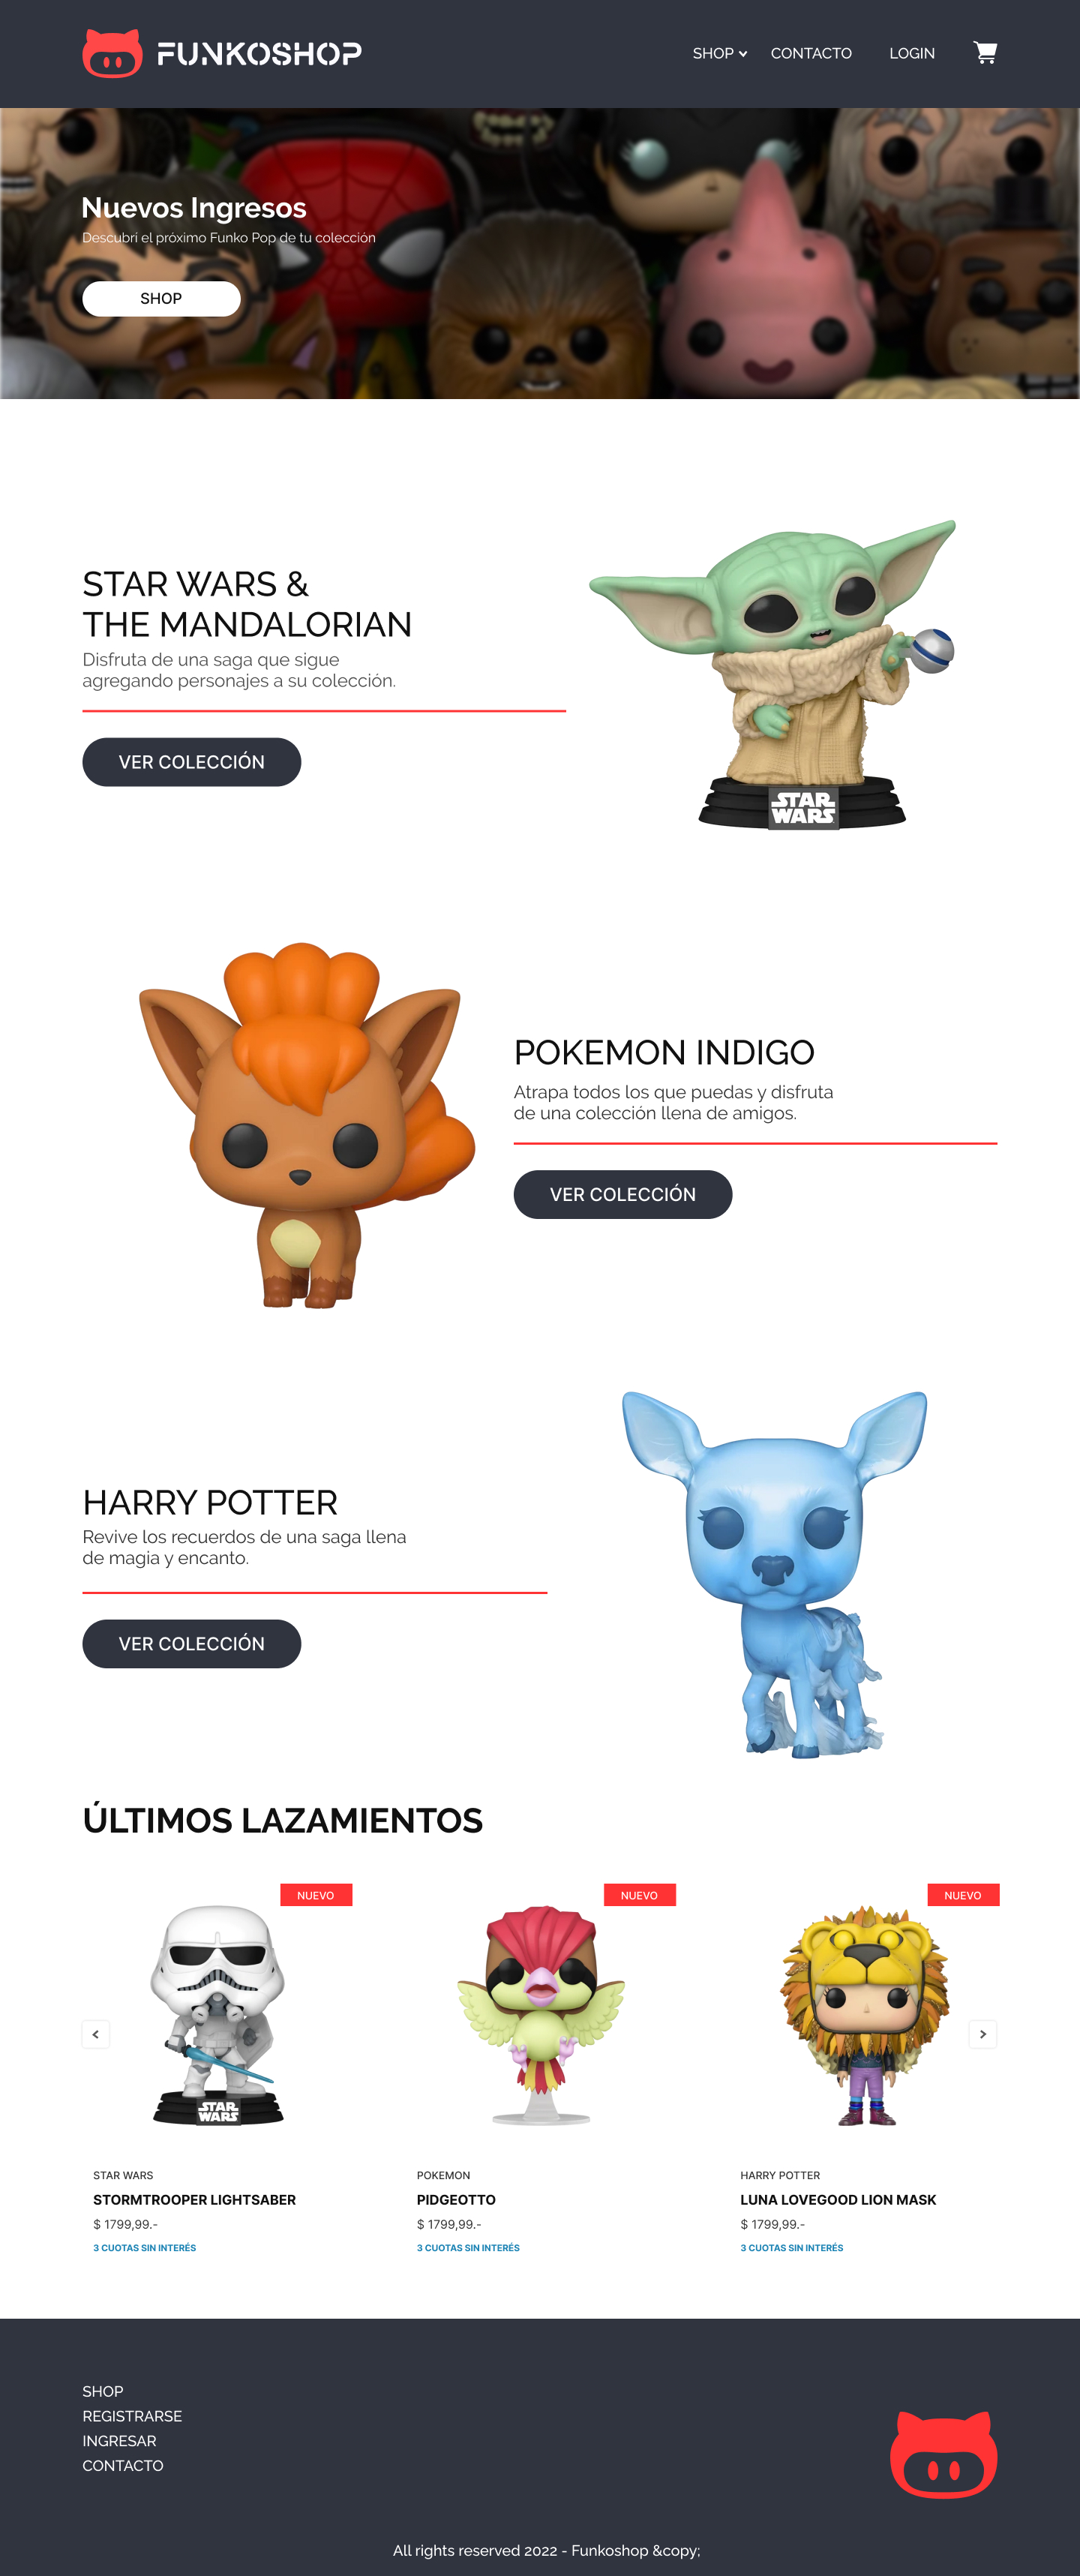 FUNKOSHOP
SHOP
CONTACTO
LOGIN
Nuevos Ingresos
Descubrí el próximo Funko Pop de tu colección
SHOP
STAR WARS &
THE MANDALORIAN
Disfruta de una saga que sigue
agregando personajes a su colección.
VER COLECCIÓN
STAR
WARS
POKEMON INDIGO
Atrapa todos los que puedas y disfruta
de una colección llena de amigos.
VER COLECCIÓN
HARRY POTTER
Revive los recuerdos de una saga llena
de magia y encanto.
VER COLECCIÓN
ÚLTIMOS LAZAMIENTOS
NUEVO
STAR
WARS
STAR WARS
STORMTROOPER LIGHTSABER
$ 1799,99.-
3 CUOTAS SIN INTERÉS
NUEVO
POKEMON
PIDGEOTTO
$ 1799,99.-
3 CUOTAS SIN INTERÉS
NUEVO
HARRY POTTER
LUNA LOVEGOOD LION MASK
$ 1799,99.-
3 CUOTAS SIN INTERÉS
SHOP
REGISTRARSE
INGRESAR
CONTACTO
All rights reserved 2022 - Funkoshop &copy;